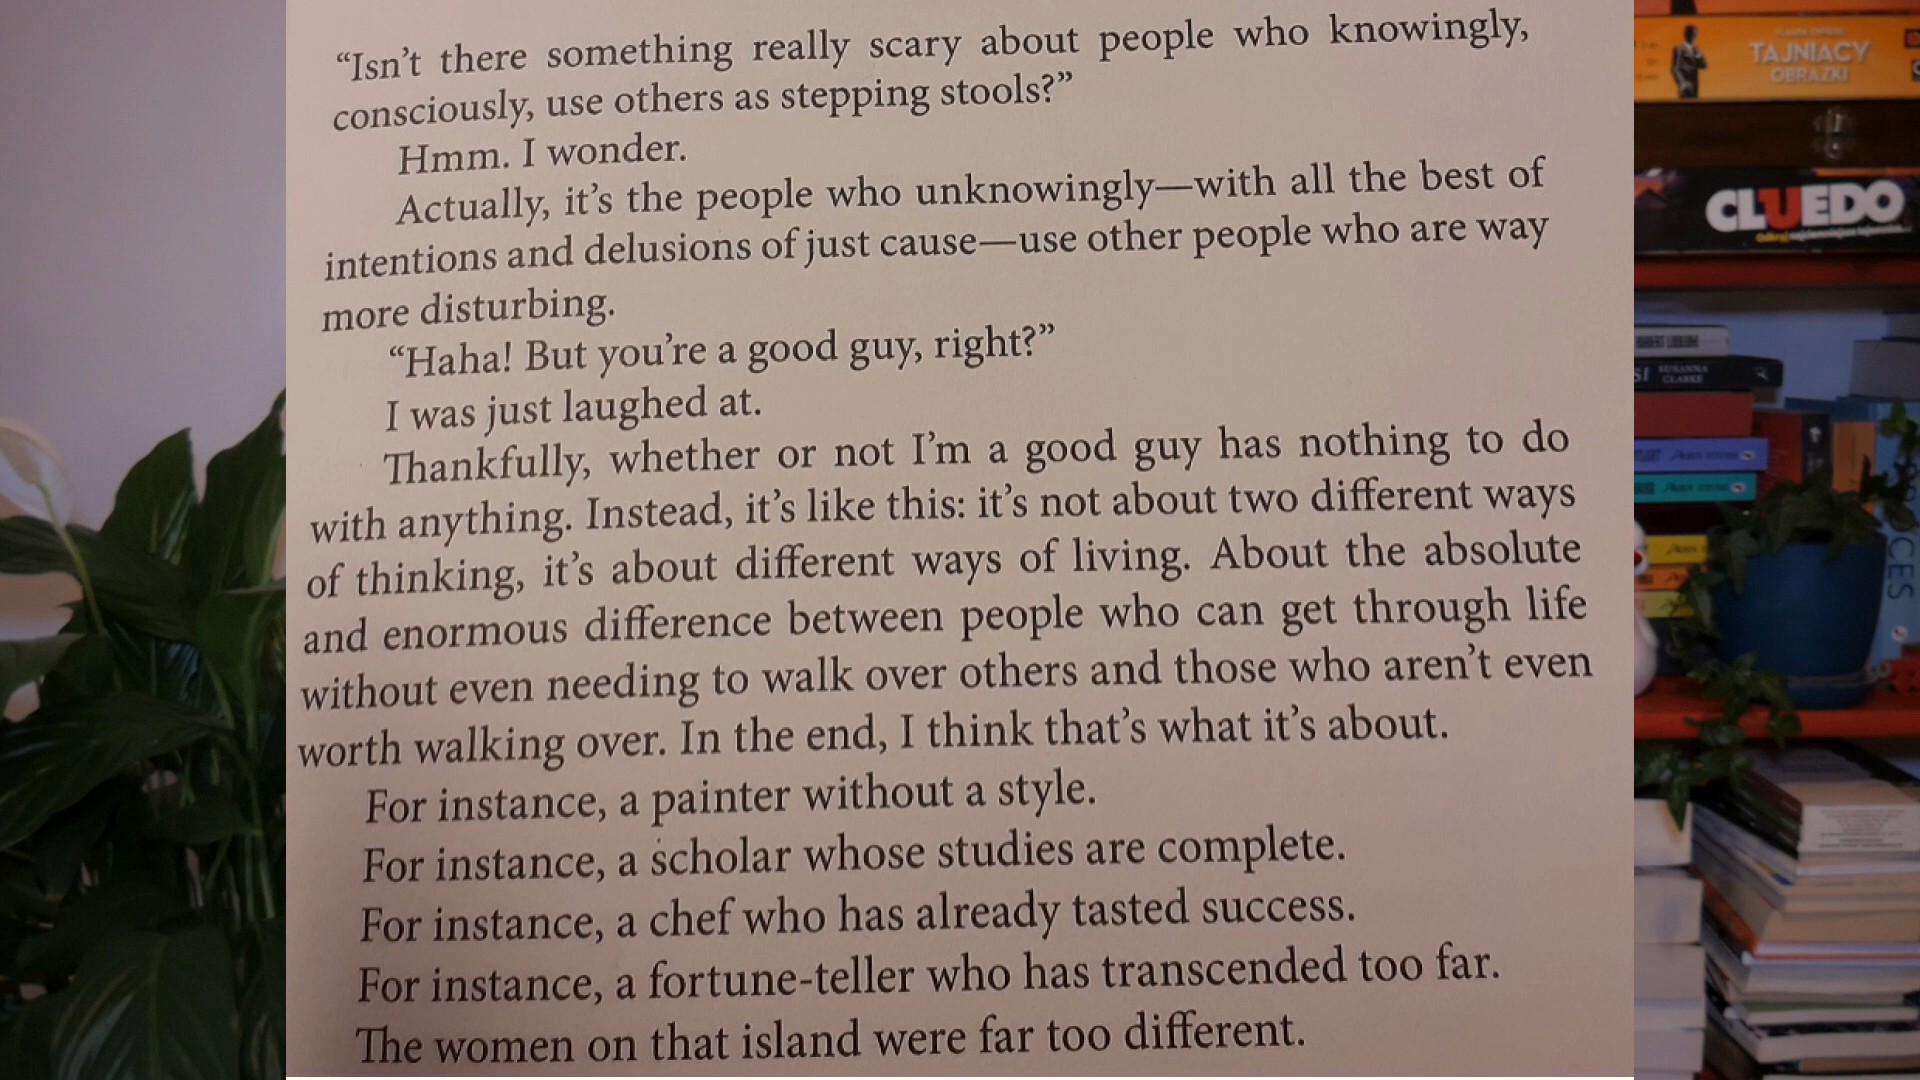 “Isn’t there something really scary about people who knowingly,
consciously, use others as stepping stools?”
Hmm. I wonder.
Actually, it’s the people who unknowingly—with all the best of
intentions and delusions of just cause—use other people who are way
more disturbing.
“Haha! But you’re a good guy, right?”
I was just laughed at.
Thankfully, whether or not I’m a good guy has nothing to do
with anything. Instead, it’s like this: it’s not about two different ways
of thinking, it’s about different ways of living. About the absolute
and enormous difference between people who can get through life
without even needing to walk over others and those who aren’t even
worth walking over. In the end, I think that’s what it’s about.
For instance, a painter without a style.
For instance, a scholar whose studies are complete.
For instance, a chef who has already tasted success.
For instance, a fortune-teller who has transcended too far.
The women on that island were far too different.
TAJNIACY
OBRAZKI
CLUEDO
SUSANNA
CLARKE